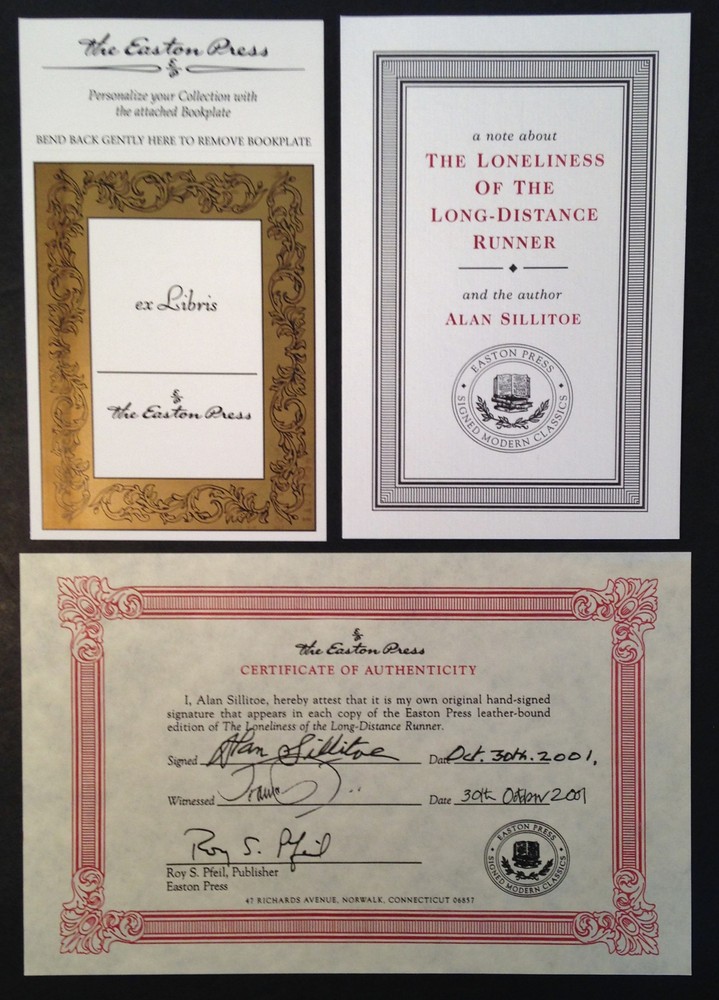 the Easton Press
Personalize your Collection with
the attached Bookplate
BEND BACK GENTLY HERE TO REMOVE BOOKPLATE
ex Libris
the Easton Press
a note about
THE LONELINESS
OF THE
LONG-DISTANCE
RUNNER
and the author
ALAN SILLITOE
EASTON PRESS
SIGNED MODERN CLASSICS
the Easton Press
CERTIFICATE OF AUTHENTICITY
I, Alan Sillitoe, hereby attest that it is my own original hand-signed
signature that appears in each copy of the Easton Press leather-bound
edition of The Loneliness of the Long-Distance Runner.
Signed Alan Sillitoe Date Oct. 30th. 2001.
Witnessed Date 30th October 2001
Roy S. Pfeil
Roy S. Pfeil, Publisher
Easton Press
EASTON PRESS
SIGNED MODERN CLASSICS
47 RICHARDS AVENUE, NORWALK, CONNECTICUT 06857